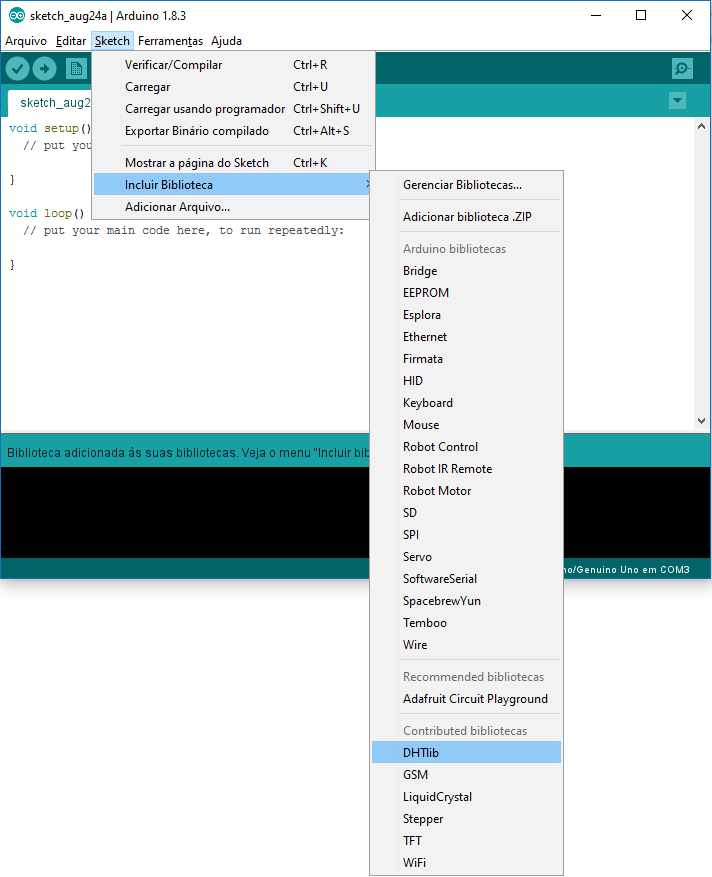 sketch_aug24a | Arduino 1.8.3
Arquivo Editar Sketch Ferramentas Ajuda
Verificar/Compilar Ctrl+R
Carregar Ctrl+U
Carregar usando programador Ctrl+Shift+U
Exportar Binário compilado Ctrl+Alt+S
Mostrar a página do Sketch Ctrl+K
Incluir Biblioteca
Adicionar Arquivo...
sketch_aug2
void setup()
// put you
}
void loop()
// put your main code here, to run repeatedly:
}
Gerenciar Bibliotecas...
Adicionar biblioteca .ZIP
Arduino bibliotecas
Bridge
EEPROM
Esplora
Ethernet
Firmata
HID
Keyboard
Mouse
Robot Control
Robot IR Remote
Robot Motor
SD
SPI
Servo
SoftwareSerial
SpacebrewYun
Temboo
Wire
Recommended bibliotecas
Adafruit Circuit Playground
Contributed bibliotecas
DHTlib
GSM
LiquidCrystal
Stepper
TFT
WiFi
Biblioteca adicionada às suas bibliotecas. Veja o menu "Incluir bib
no/Genuino Uno em COM3